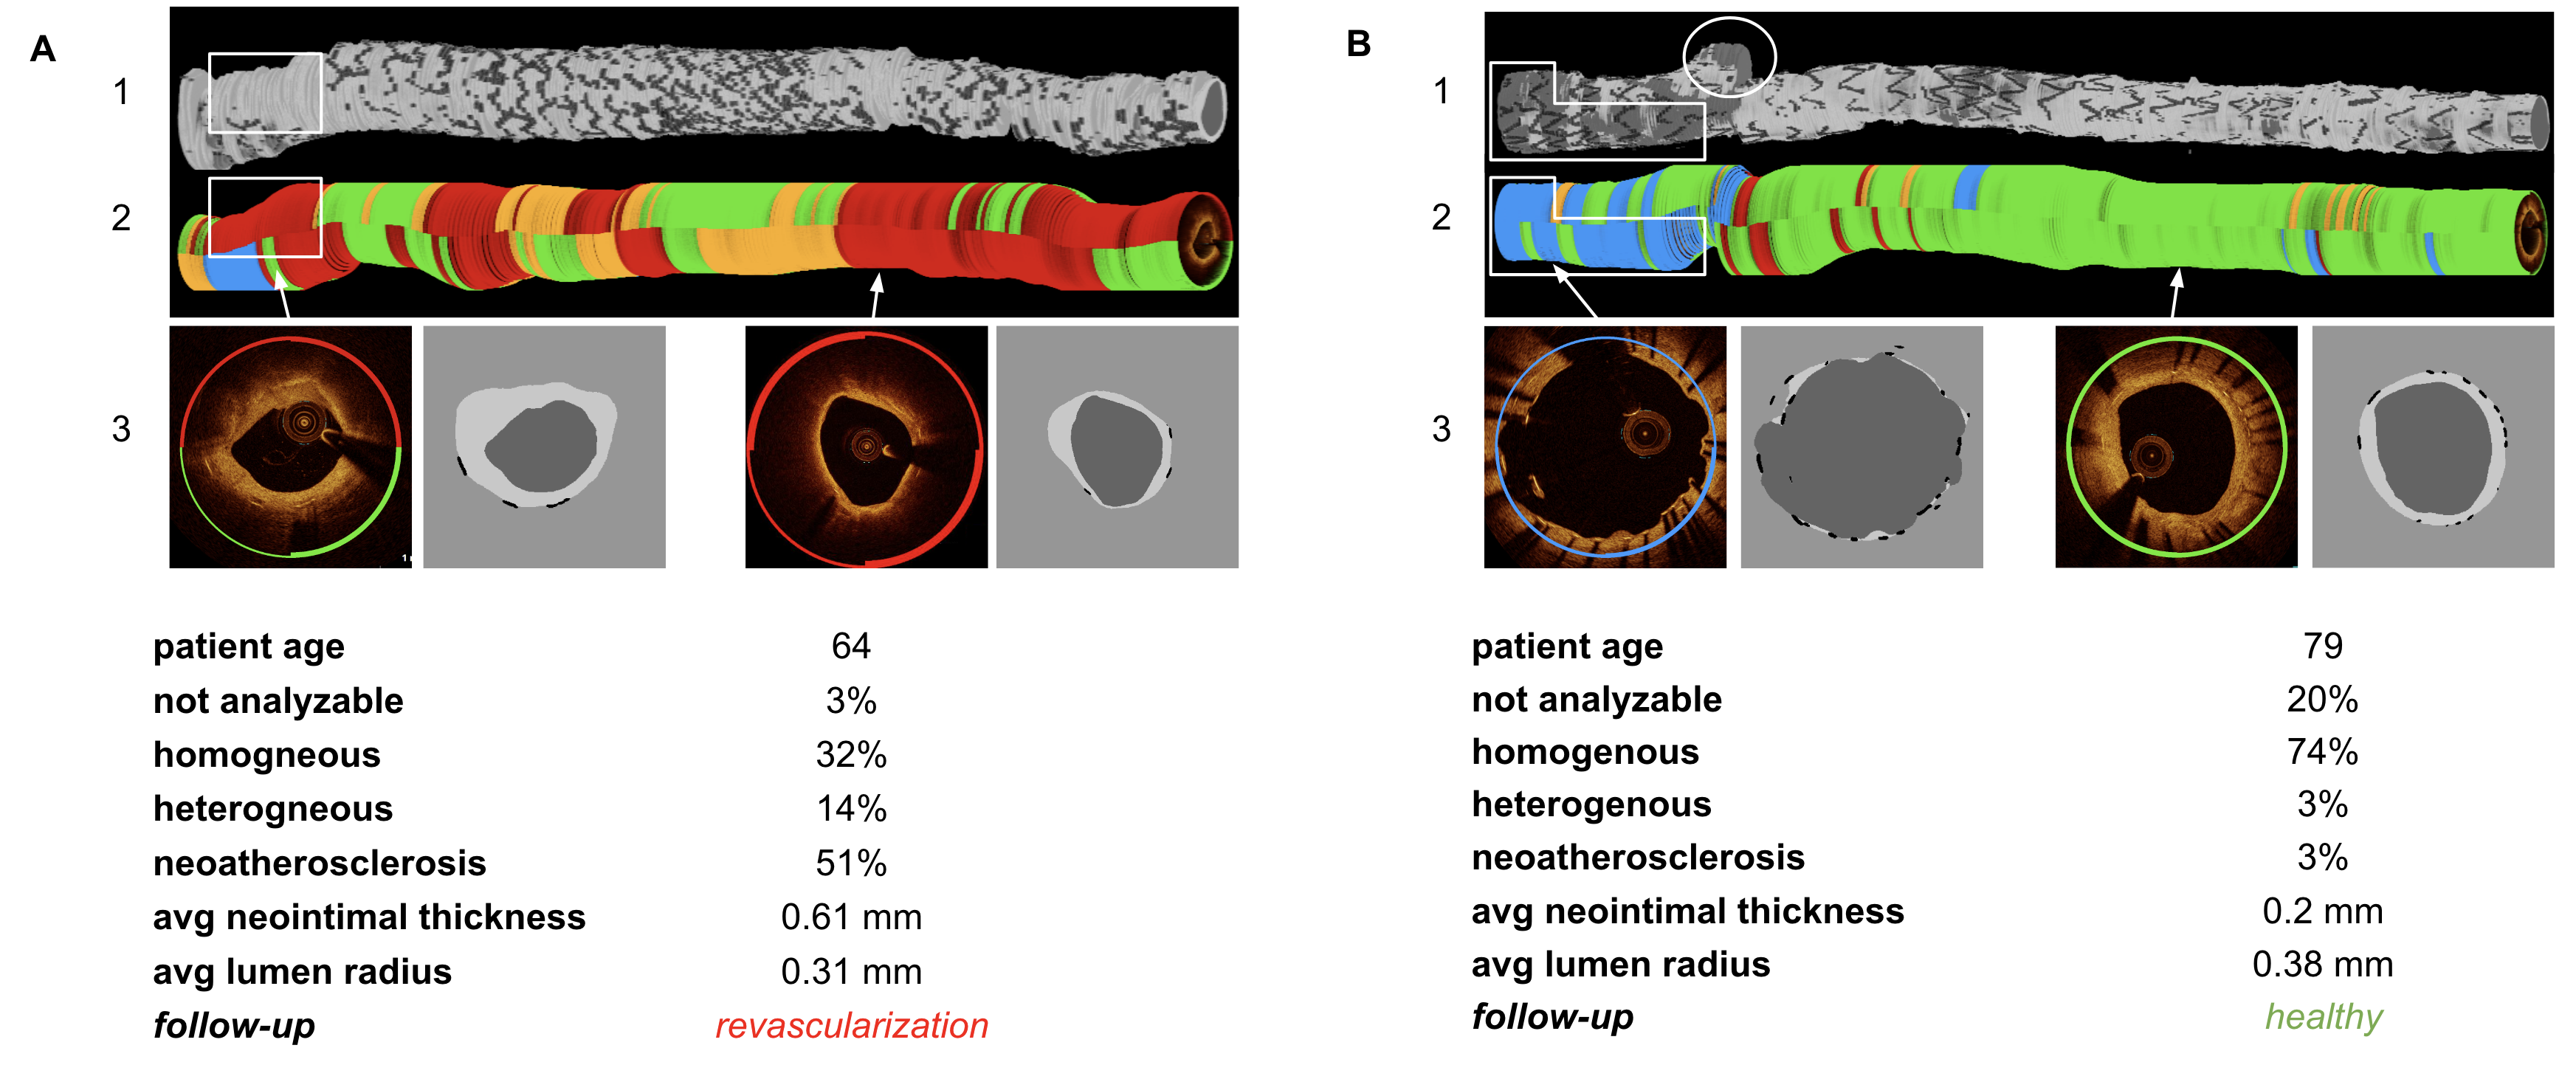 A
1
2
3
patient age 64
not analyzable 3%
homogneous 32%
heterogneous 14%
neoatherosclerosis 51%
avg neointimal thickness 0.61 mm
avg lumen radius 0.31 mm
follow-up revascularization
B
1
2
3
patient age 79
not analyzable 20%
homogenous 74%
heterogenous 3%
neoatherosclerosis 3%
avg neointimal thickness 0.2 mm
avg lumen radius 0.38 mm
follow-up healthy